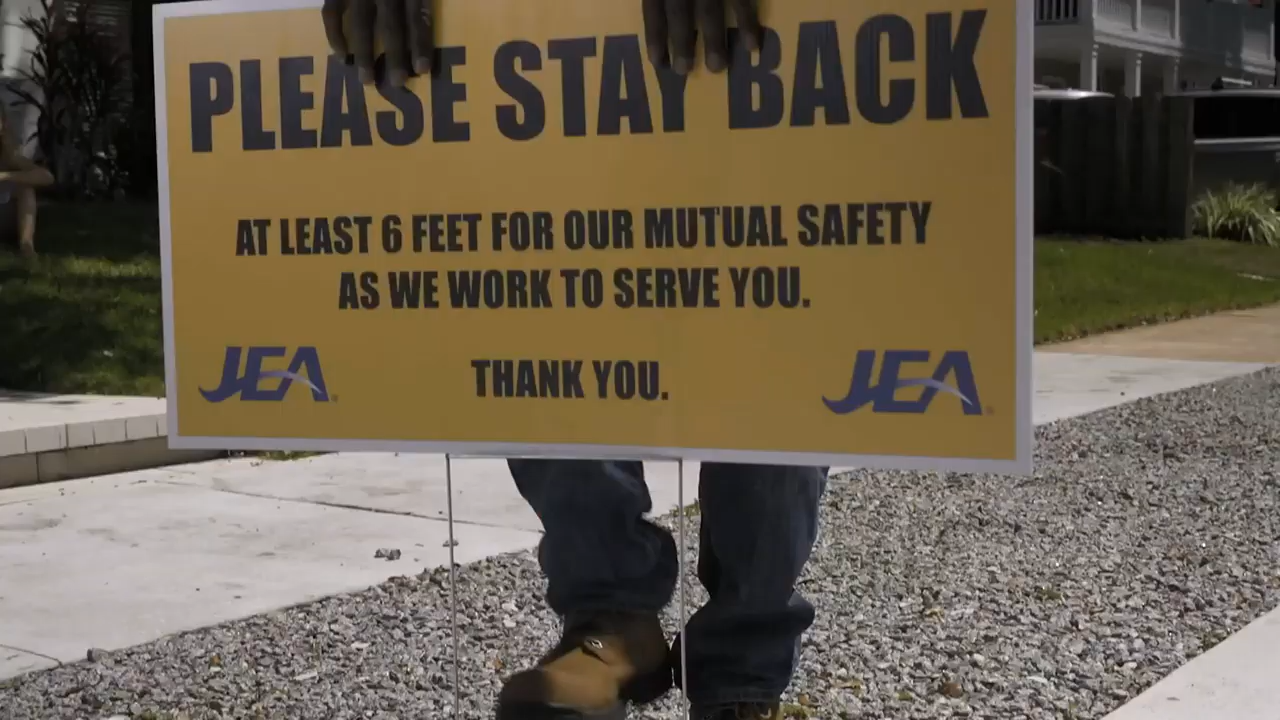 PLEASE STAY BACK
AT LEAST 6 FEET FOR OUR MUTUAL SAFETY
AS WE WORK TO SERVE YOU.
JEA THANK YOU. JEA